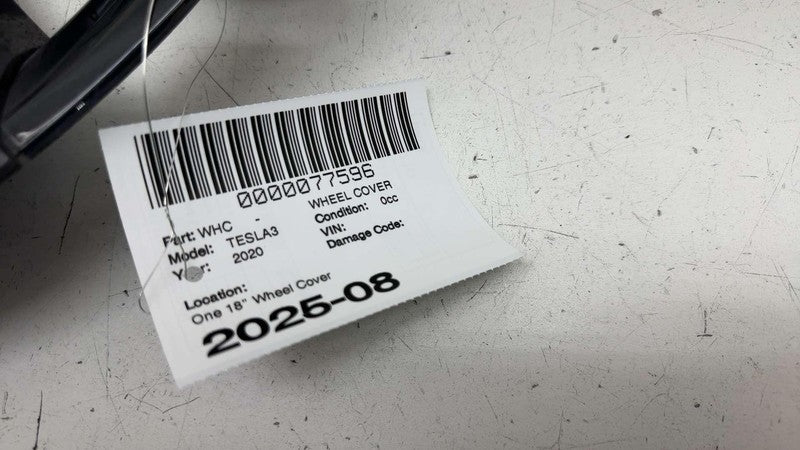 0000077596
Part: WHC - WHEEL COVER
Model: TESLA3 Condition: 0cc
Year: 2020 VIN:
Damage Code:
Location:
One 18" Wheel Cover
2025-08